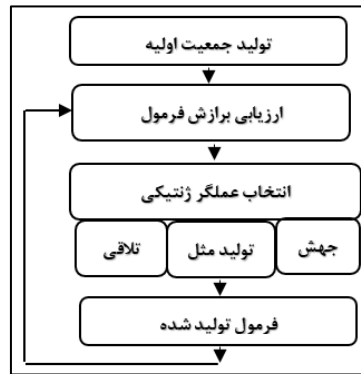 تولید جمعیت اولیه
ارزیابی برازش فرمول
انتخاب عملگر ژنتیکی
جهش
تولید مثل
تلاقی
فرمول تولید شده